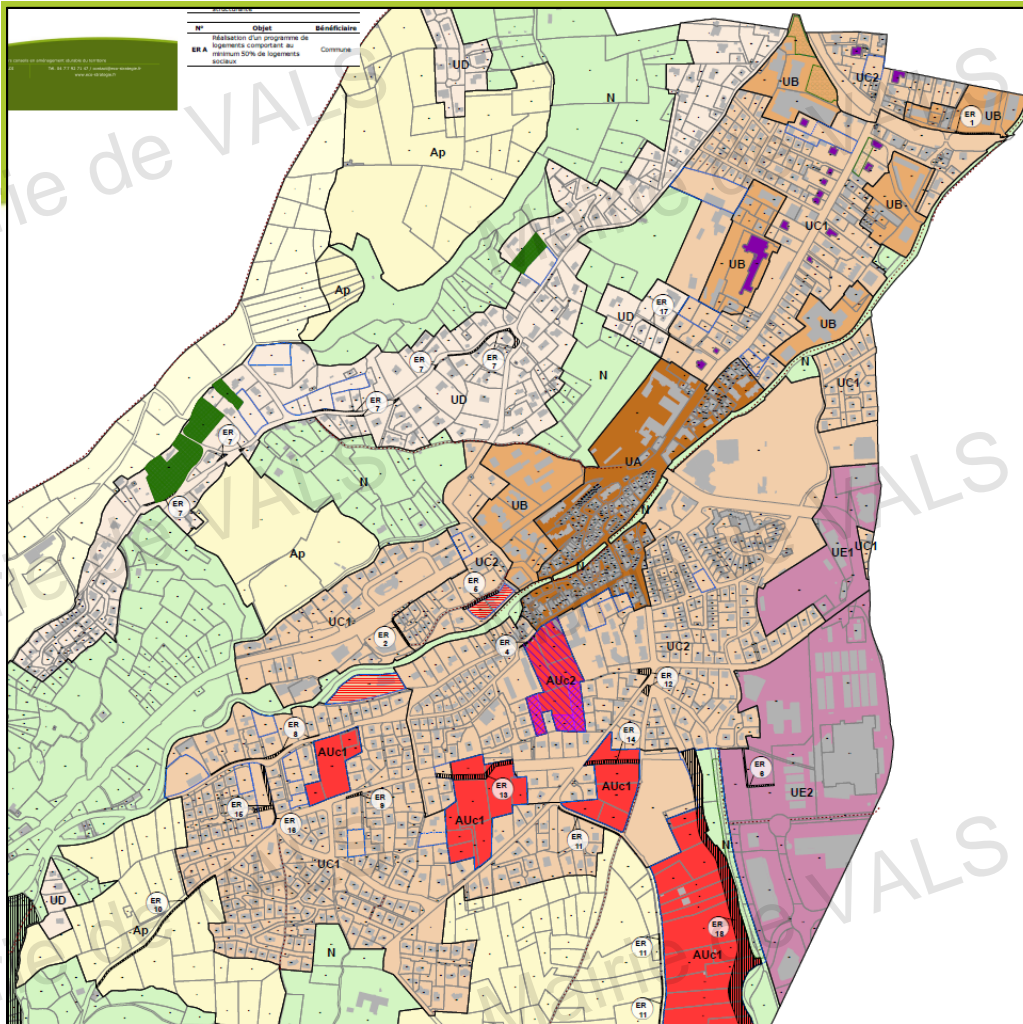 structurante
N° Objet Bénéficiaire
ER A Réalisation d'un programme de logements comportant au minimum 50% de logements sociaux Commune
UD
N
Ap
UB
UC2
ER 1
UB
UB
UC1
UB
Ap
UD
ER 17
UB
N
N
UC1
ER 7
ER 7
ER 7
UD
ER 7
UA
N
ER 7
UB
N
UE1
UC1
Ap
UC2
N
ER 5
UC1
ER 2
ER 4
UC2
AUc2
ER 12
ER 8
ER 14
AUc1
ER 6
ER 13
AUc1
UE2
ER 9
ER 15
ER 16
AUc1
ER 11
N
UC1
UD
ER 10
Ap
ER 18
N
ER 11
AUc1
ER 11
Mairie de VALS